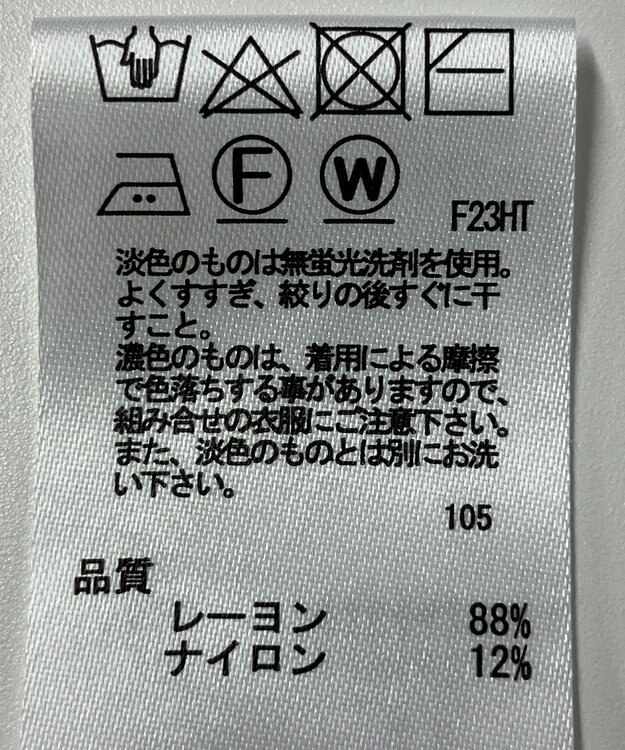 F W
F23HT
淡色のものは無蛍光洗剤を使用。
よくすすぎ、絞りの後すぐに干
すこと。
濃色のものは、着用による摩擦
で色落ちする事がありますので、
組み合せの衣服にご注意下さい。
また、淡色のものとは別にお洗
い下さい。
105
品質
レーヨン 88%
ナイロン 12%